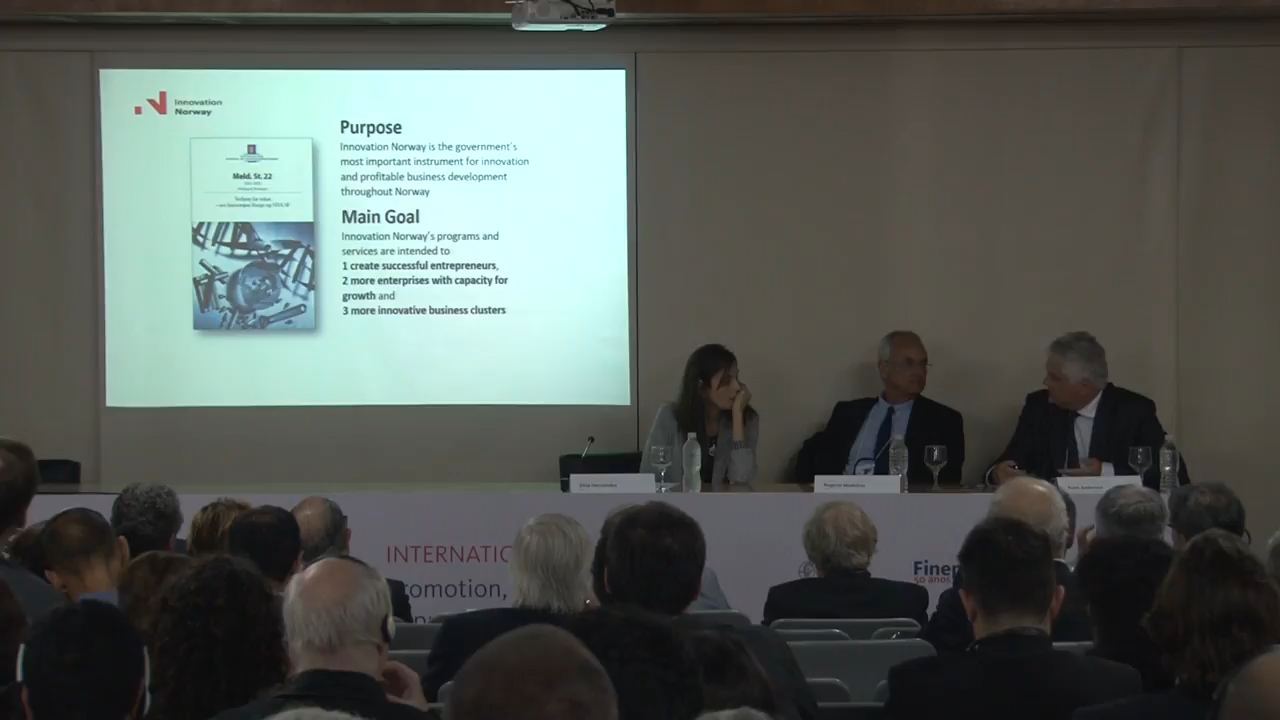 Innovation
Norway
Purpose
Innovation Norway is the government's
most important instrument for innovation
and profitable business development
throughout Norway
Main Goal
Innovation Norway's programs and
services are intended to
1 create successful entrepreneurs,
2 more enterprises with capacity for
growth and
3 more innovative business clusters
Meld. St. 22
INTERNATIC
omotion,
Finep
50 anos